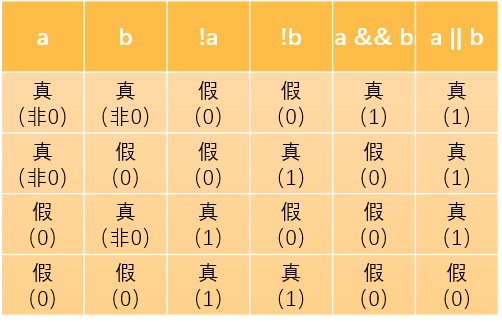 a b !a !b a && b a || b
真 真 假 假 真 真
(非0) (非0) (0) (0) (1) (1)
真 假 假 真 假 真
(非0) (0) (0) (1) (0) (1)
假 真 真 假 假 真
(0) (非0) (1) (0) (0) (1)
假 假 真 真 假 假
(0) (0) (1) (1) (0) (0)